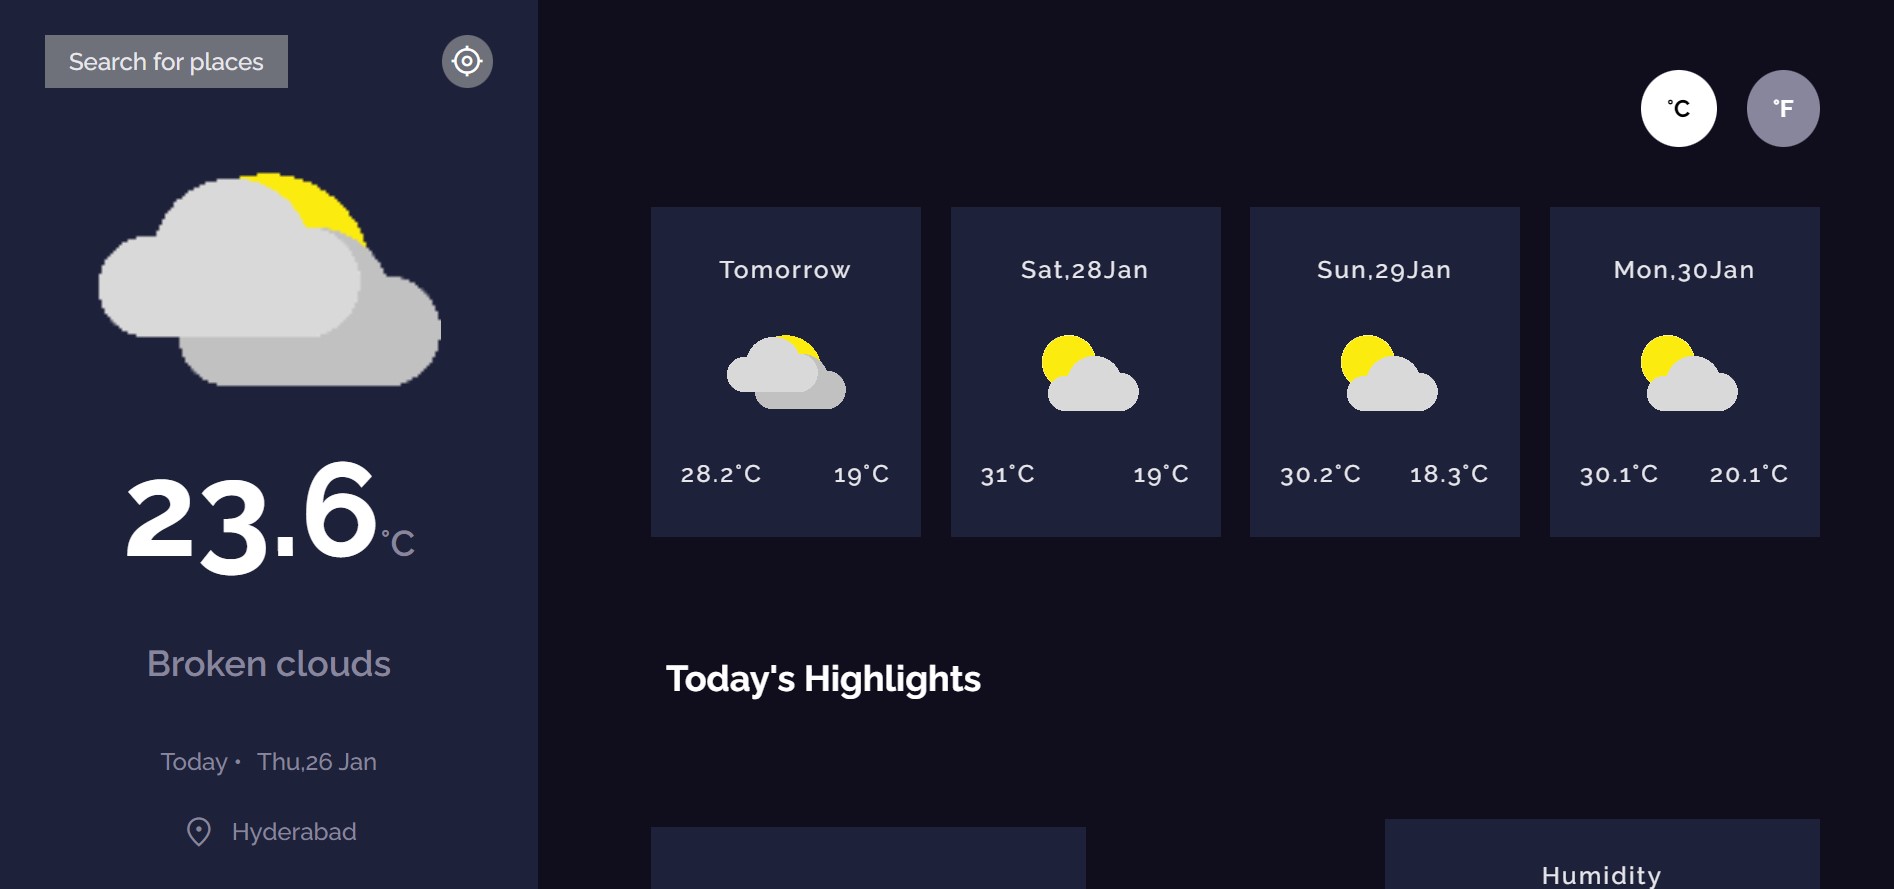 Search for places
23.6°C
Broken clouds
Today • Thu,26 Jan
Hyderabad
°C °F
Tomorrow
28.2°C 19°C
Sat,28Jan
31°C 19°C
Sun,29Jan
30.2°C 18.3°C
Mon,30Jan
30.1°C 20.1°C
Today's Highlights
Humidity